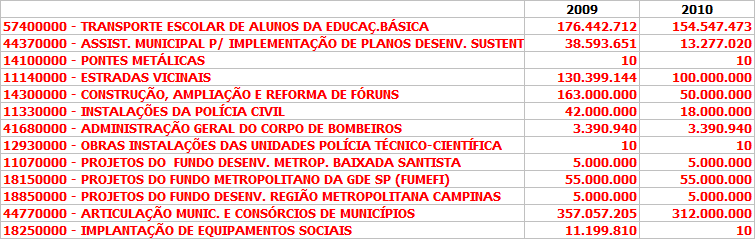 2009 2010
57400000 - TRANSPORTE ESCOLAR DE ALUNOS DA EDUCAÇ.BÁSICA 176.442.712 154.547.473
44370000 - ASSIST. MUNICIPAL P/ IMPLEMENTAÇÃO DE PLANOS DESENV. SUSTENT 38.593.651 13.277.020
14100000 - PONTES METÁLICAS 10 10
11140000 - ESTRADAS VICINAIS 130.399.144 100.000.000
14300000 - CONSTRUÇÃO, AMPLIAÇÃO E REFORMA DE FÓRUNS 163.000.000 50.000.000
11330000 - INSTALAÇÕES DA POLÍCIA CIVIL 42.000.000 18.000.000
41680000 - ADMINISTRAÇÃO GERAL DO CORPO DE BOMBEIROS 3.390.940 3.390.940
12930000 - OBRAS INSTALAÇÕES DAS UNIDADES POLÍCIA TÉCNICO-CIENTÍFICA 10 10
11070000 - PROJETOS DO FUNDO DESENV. METROP. BAIXADA SANTISTA 5.000.000 5.000.000
18150000 - PROJETOS DO FUNDO METROPOLITANO DA GDE SP (FUMEFI) 55.000.000 55.000.000
18850000 - PROJETOS DO FUNDO DESENV. REGIÃO METROPOLITANA CAMPINAS 5.000.000 5.000.000
44770000 - ARTICULAÇÃO MUNIC. E CONSÓRCIOS DE MUNICÍPIOS 357.057.205 312.000.000
18250000 - IMPLANTAÇÃO DE EQUIPAMENTOS SOCIAIS 11.199.810 10